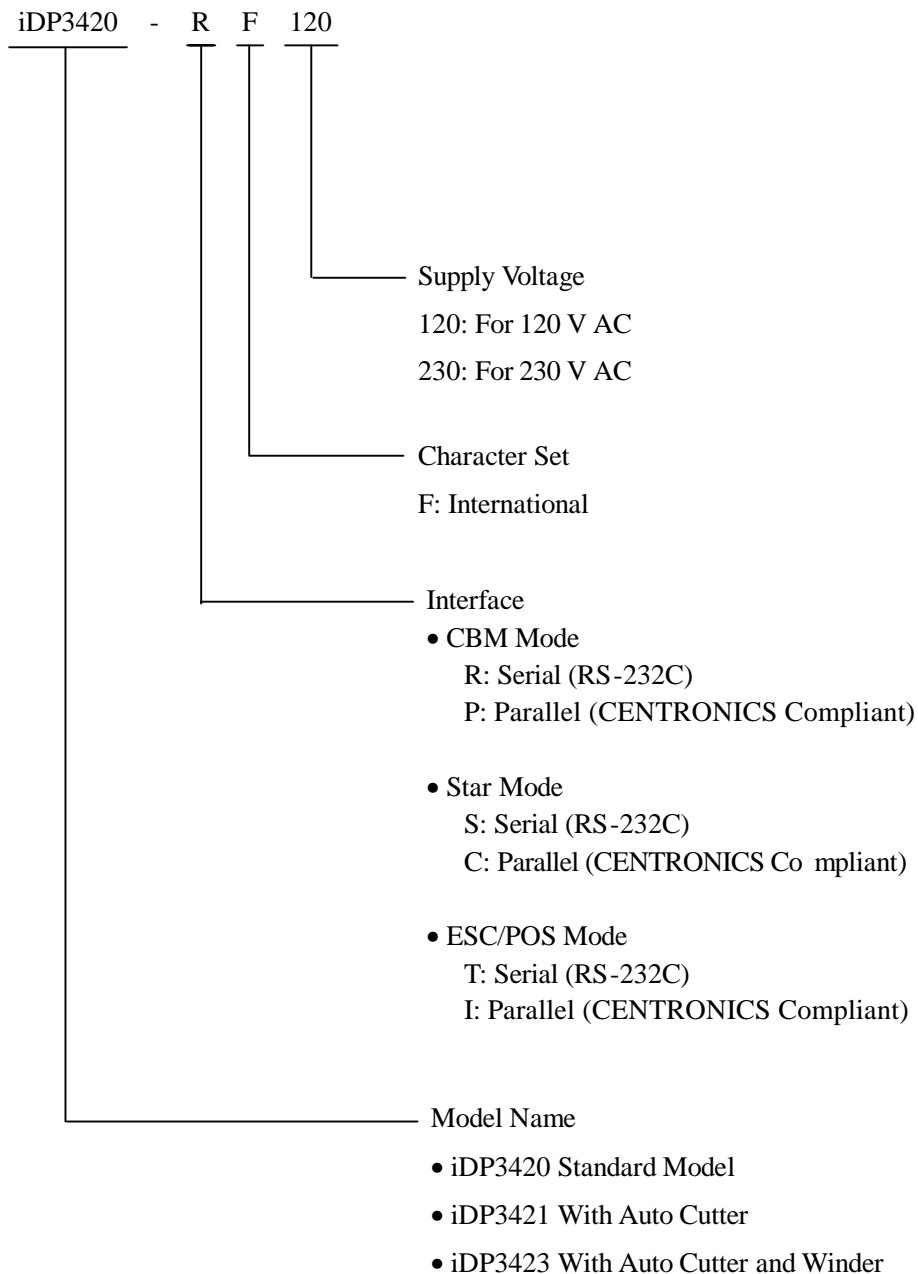 iDP3420 - R F 120
Supply Voltage
120: For 120 V AC
230: For 230 V AC
Character Set
F: International
Interface
• CBM Mode
R: Serial (RS-232C)
P: Parallel (CENTRONICS Compliant)
• Star Mode
S: Serial (RS-232C)
C: Parallel (CENTRONICS Co mpliant)
• ESC/POS Mode
T: Serial (RS-232C)
I: Parallel (CENTRONICS Compliant)
Model Name
• iDP3420 Standard Model
• iDP3421 With Auto Cutter
• iDP3423 With Auto Cutter and Winder